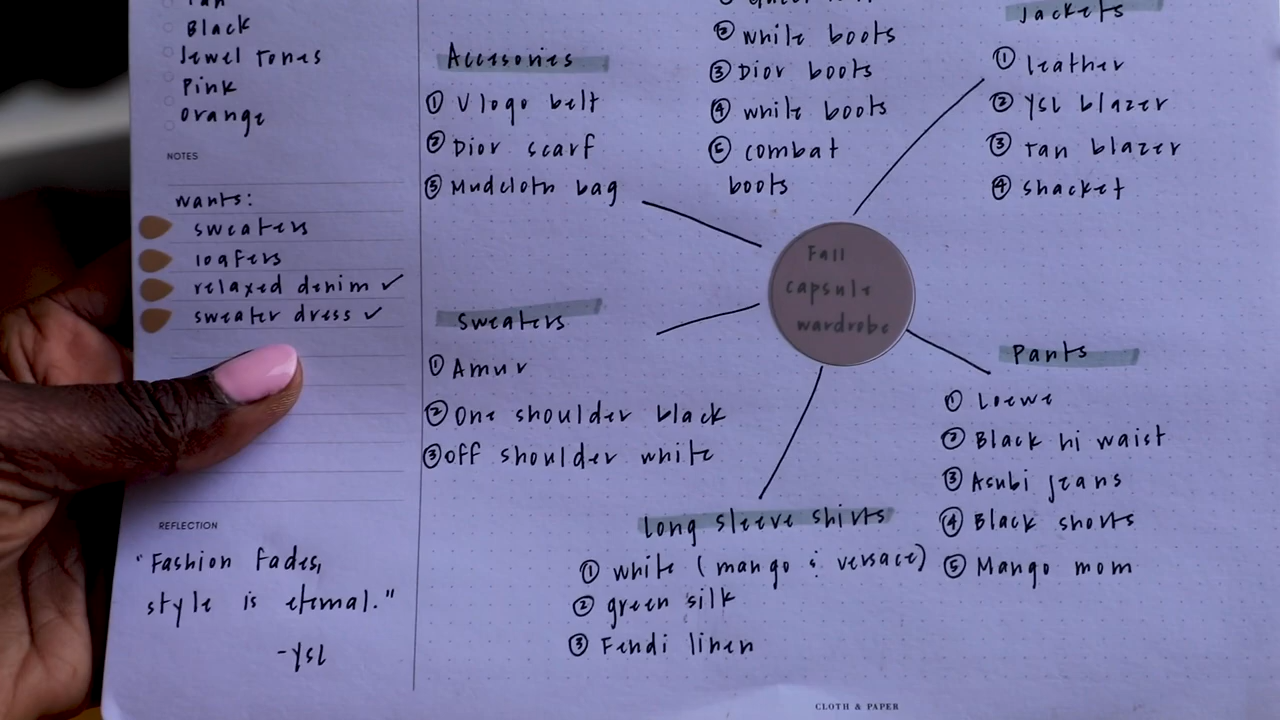 Tan
Black
Jewel Tones
Pink
Orange
NOTES
wants:
sweaters
loafers
relaxed denim ✓
sweater dress ✓
REFLECTION
"Fashion fades,
style is eternal."
-YSL
Accesories
① V logo belt
② Dior scarf
③ Mudcloth bag
② white boots
③ Dior boots
④ white boots
⑤ combat
boots
Jackets
① leather
② YSL blazer
③ Tan blazer
④ shacket
Fall
capsule
wardrobe
Sweaters
① Amur
② One shoulder black
③ Off shoulder white
Pants
① Loewe
② Black hi waist
③ Asubi jeans
④ Black shorts
⑤ Mango mom
Long sleeve shirts
① white (mango & versace)
② green silk
③ Fendi linen
CLOTH & PAPER